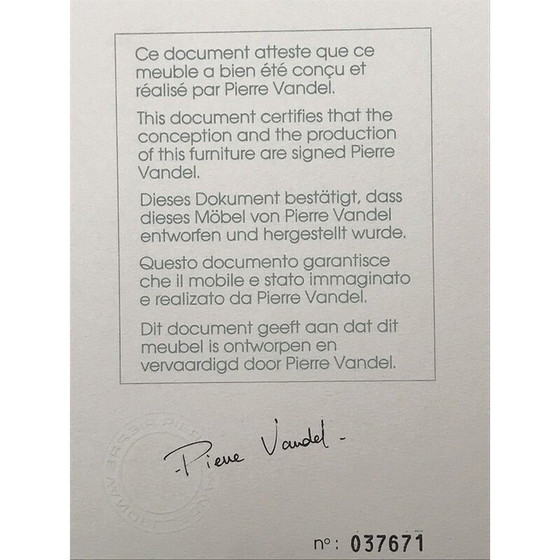 Ce document atteste que ce
meuble a bien été conçu et
réalisé par Pierre Vandel.
This document certifies that the
conception and the production
of this furniture are signed Pierre
Vandel.
Dieses Dokument bestätigt, dass
dieses Möbel von Pierre Vandel
entworfen und hergestellt wurde.
Questo documento garantisce
che il mobile e stato immaginato
e realizato da Pierre Vandel.
Dit document geeft aan dat dit
meubel is ontworpen en
vervaardigd door Pierre Vandel.
- Pierre Vandel -
n°: 037671